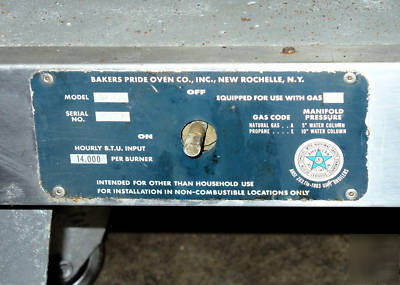 BAKERS PRIDE OVEN CO., INC., NEW ROCHELLE, N.Y.
OFF
MODEL
EQUIPPED FOR USE WITH GAS
SERIAL NO.
GAS CODE MANIFOLD PRESSURE
NATURAL GAS . . A 5" WATER COLUMN
PROPANE . . . E 10" WATER COLUMN
ON
HOURLY B.T.U. INPUT
14,000 PER BURNER
INTENDED FOR OTHER THAN HOUSEHOLD USE
FOR INSTALLATION IN NON-COMBUSTIBLE LOCATIONS ONLY